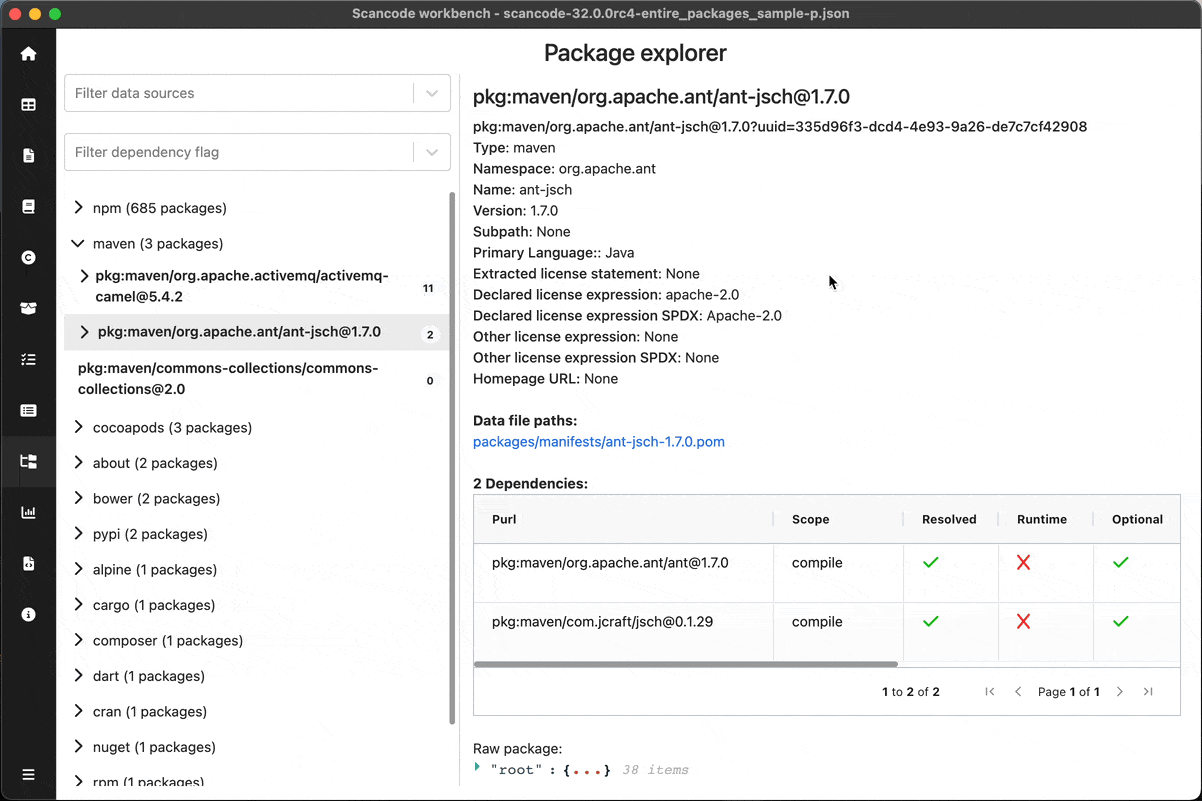 Scancode workbench - scancode-32.0.0rc4-entire_packages_sample-p.json
Package explorer
Filter data sources
Filter dependency flag
npm (685 packages)
maven (3 packages)
pkg:maven/org.apache.activemq/activemq-
camel@5.4.2
11
pkg:maven/org.apache.ant/ant-jsch@1.7.0
2
pkg:maven/commons-collections/commons-
collections@2.0
0
cocoapods (3 packages)
about (2 packages)
bower (2 packages)
pypi (2 packages)
alpine (1 packages)
cargo (1 packages)
composer (1 packages)
dart (1 packages)
cran (1 packages)
nuget (1 packages)
rpm (1 packages)
pkg:maven/org.apache.ant/ant-jsch@1.7.0
pkg:maven/org.apache.ant/ant-jsch@1.7.0?uuid=335d96f3-dcd4-4e93-9a26-de7c7cf42908
Type: maven
Namespace: org.apache.ant
Name: ant-jsch
Version: 1.7.0
Subpath: None
Primary Language:: Java
Extracted license statement: None
Declared license expression: apache-2.0
Declared license expression SPDX: Apache-2.0
Other license expression: None
Other license expression SPDX: None
Homepage URL: None
Data file paths:
packages/manifests/ant-jsch-1.7.0.pom
2 Dependencies:
Purl Scope Resolved Runtime Optional
pkg:maven/org.apache.ant/ant@1.7.0 compile
pkg:maven/com.jcraft/jsch@0.1.29 compile
1 to 2 of 2 Page 1 of 1
Raw package:
"root" : {...} 38 items